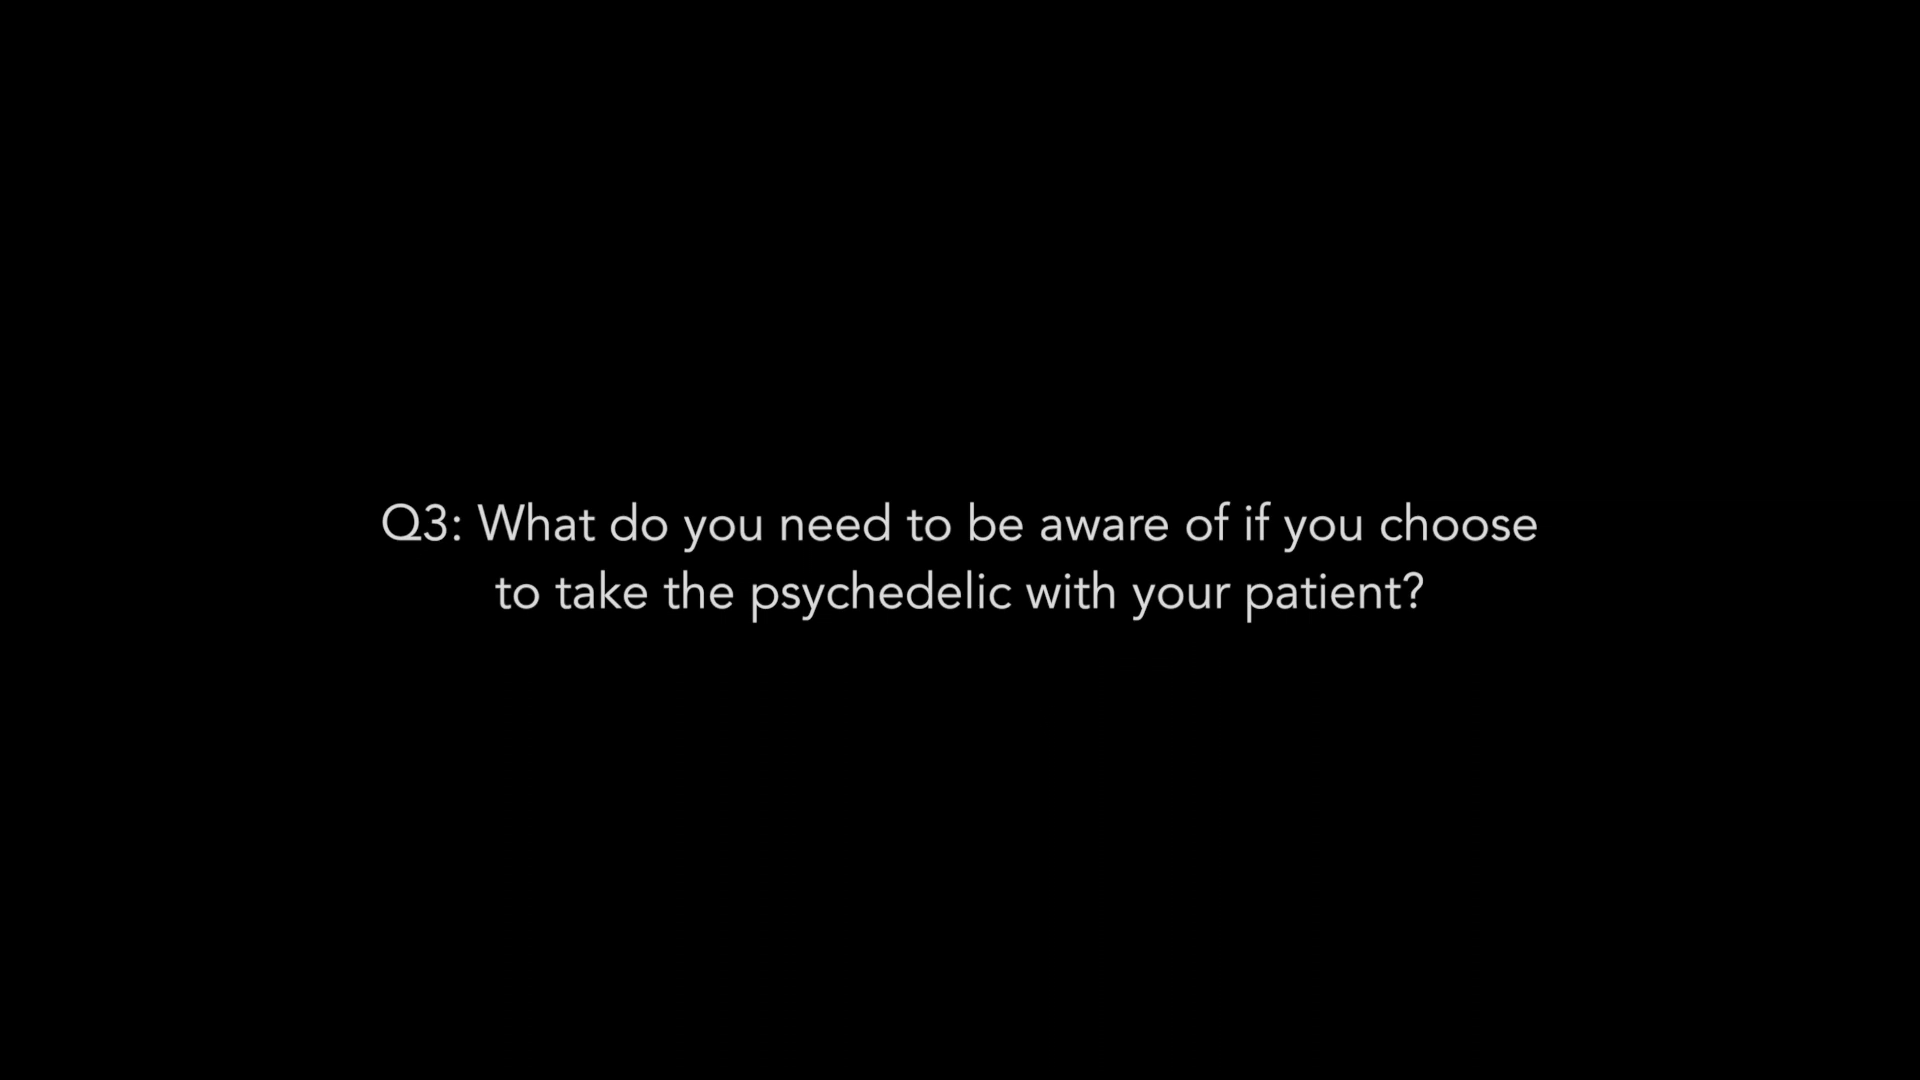 Q3: What do you need to be aware of if you choose
to take the psychedelic with your patient?